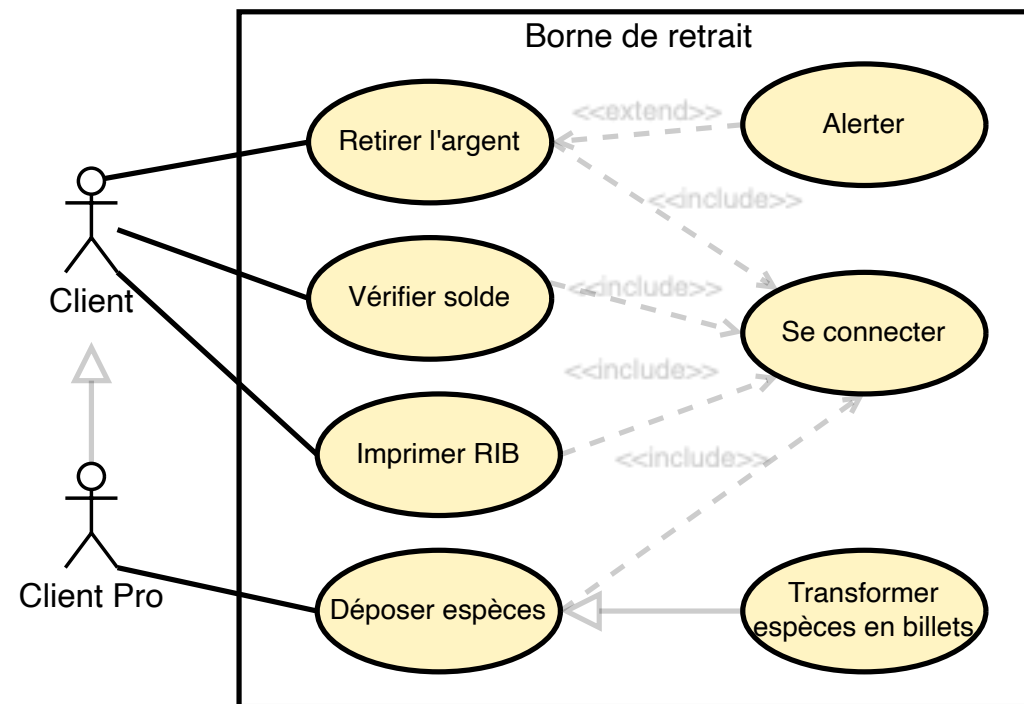 Borne de retrait
Retirer l'argent
<<extend>>
Alerter
<<include>>
Client
Vérifier solde
<<include>>
Se connecter
<<include>>
Imprimer RIB
<<include>>
Client Pro
Déposer espèces
Transformer
espèces en billets